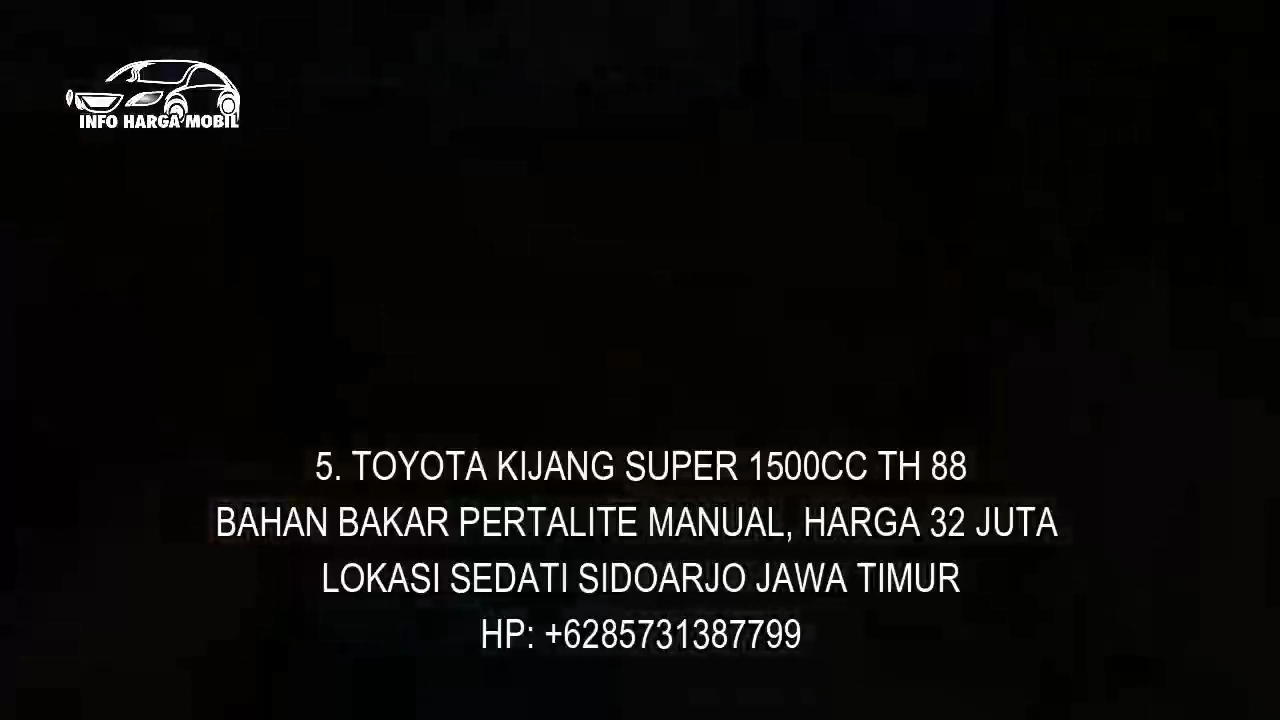 INFO HARGA MOBIL
5. TOYOTA KIJANG SUPER 1500CC TH 88
BAHAN BAKAR PERTALITE MANUAL, HARGA 32 JUTA
LOKASI SEDATI SIDOARJO JAWA TIMUR
HP: +6285731387799